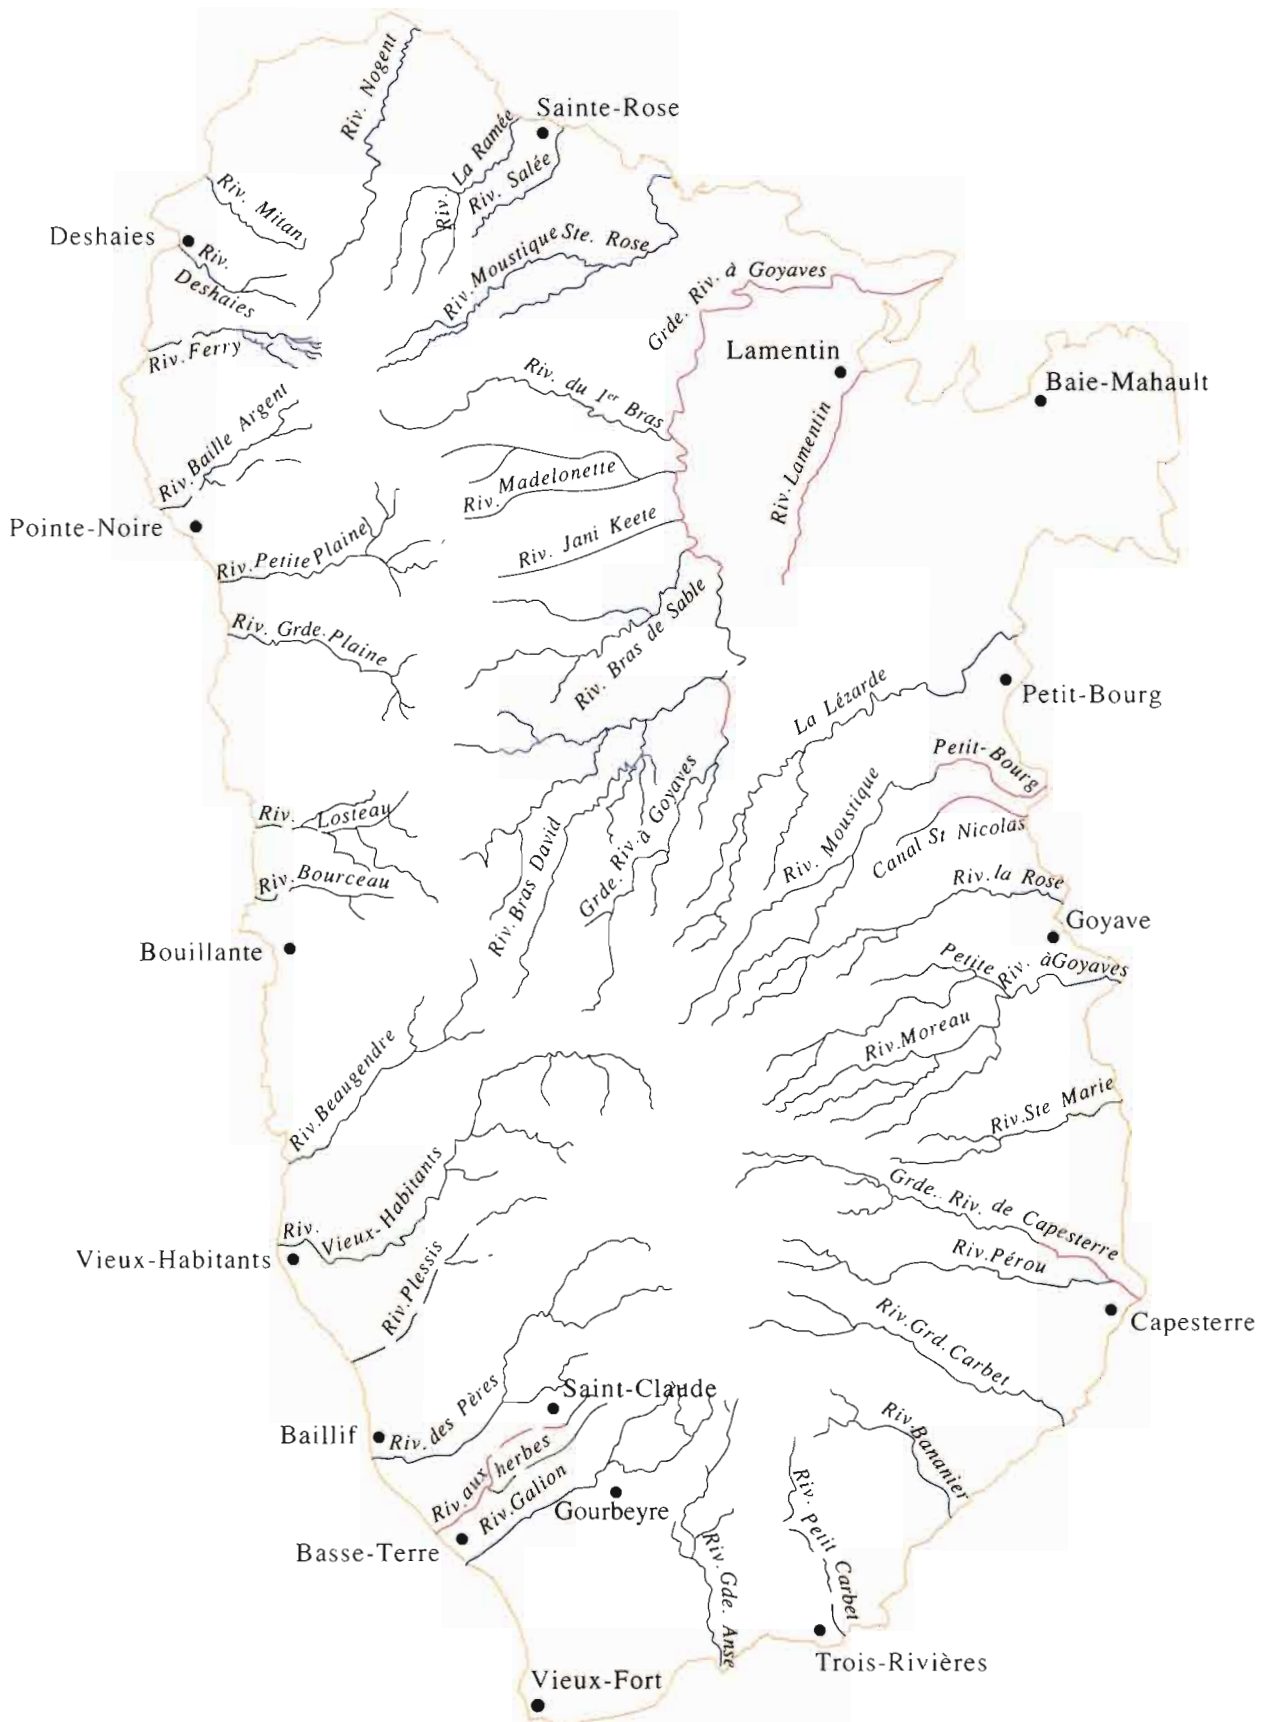 Riv. Nogent
Sainte-Rose
Riv. La Ramée
Riv. Salée
Riv. Mitan
Deshaies
Riv.
Deshaies
Riv. Moustique Ste. Rose
Grde. Riv. à Goyaves
Riv. Ferry
Lamentin
Baie-Mahault
Riv. du 1er Bras
Riv. Baille Argent
Riv. Lamentin
Riv. Madelonette
Pointe-Noire
Riv. Jani Keete
Riv. Petite Plaine
Riv. Bras de Sable
Riv. Grde. Plaine
La Lézarde
Petit-Bourg
Petit-Bourg
Riv. Moustique
Canal St Nicolas
Riv. Losteau
Riv. Bras David
Grde. Riv. à Goyaves
Riv. Bourceau
Riv. la Rose
Goyave
Bouillante
Petite Riv. à Goyaves
Riv. Moreau
Riv. Beaugendre
Riv. Ste Marie
Grde. Riv. de Capesterre
Riv. Vieux-Habitants
Vieux-Habitants
Riv. Pérou
Riv. Plessis
Capesterre
Riv. Grd. Carbet
Saint-Claude
Riv. des Pères
Baillif
Riv. Bananier
Riv. aux herbes
Riv. Galion
Gourbeyre
Riv. Petit Carbet
Basse-Terre
Riv. Gde. Anse
Trois-Rivières
Vieux-Fort